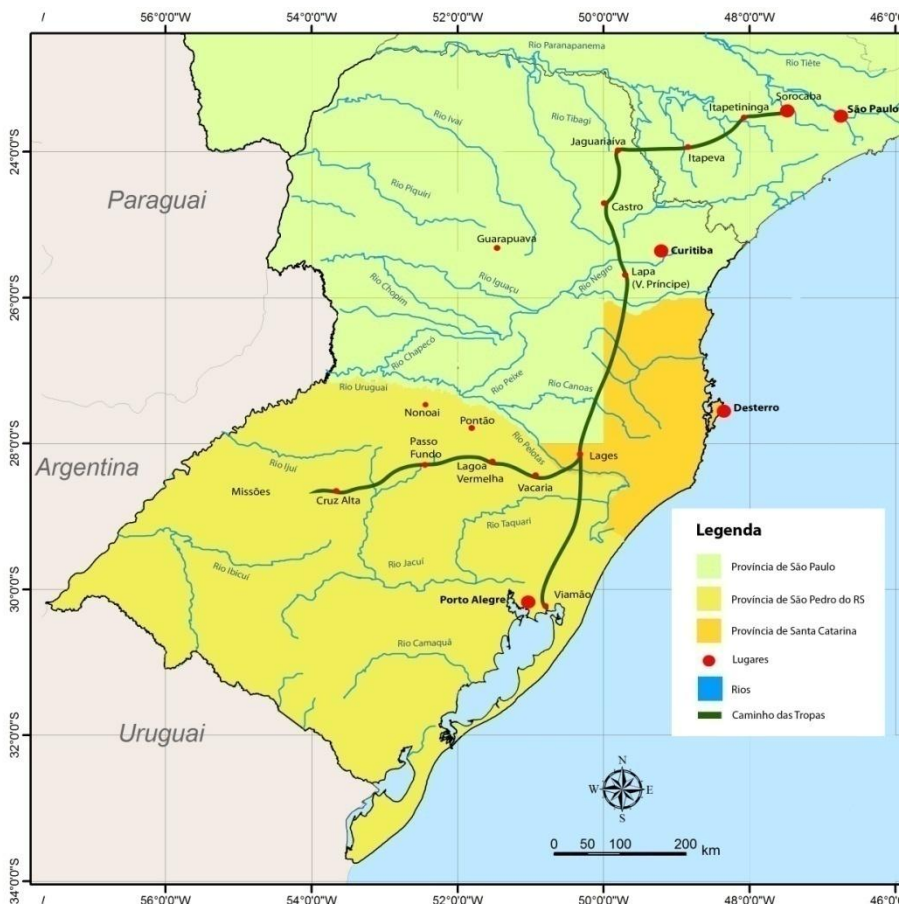 56°0'0"W 54°0'0"W 52°0'0"W 50°0'0"W 48°0'0"W 46°0'
Rio Paranapanema
Rio Tiéte
Sorocaba
Itapetininga
São Paulo
Rio Ivaí
Rio Tibagi
24°0'0"S
Jaguariaíva
Itapeva
Paraguai
Rio Piquiri
Castro
Guarapuava
Curitiba
Rio Negro
Lapa
(V. Príncipe)
Rio Iguaçu
26°0'0"S
Rio Chopim
Rio Chapecó
Rio Peixe
Rio Canoas
Rio Uruguai
Nonoai
Desterro
Pontão
28°0'0"S
Passo
Fundo
Rio Pelotas
Lages
Argentina
Rio Ijuí
Lagoa
Vermelha
Vacaria
Missões
Cruz Alta
Rio Taquari
Rio Ibicuí
Rio Jacuí
30°0'0"S
Porto Alegre
Viamão
Rio Camaquã
Uruguai
32°0'0"S
34°0'0"S
Legenda
Província de São Paulo
Província de São Pedro do RS
Província de Santa Catarina
Lugares
Rios
Caminho das Tropas
N
W E
S
0 50 100 200
km
56°0'0"W 54°0'0"W 52°0'0"W 50°0'0"W 48°0'0"W 46°0'